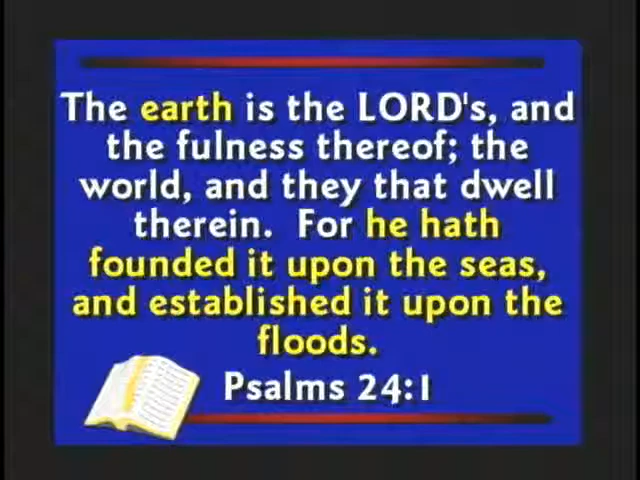 The earth is the LORD's, and
the fulness thereof; the
world, and they that dwell
therein. For he hath
founded it upon the seas,
and established it upon the
floods.
Psalms 24:1